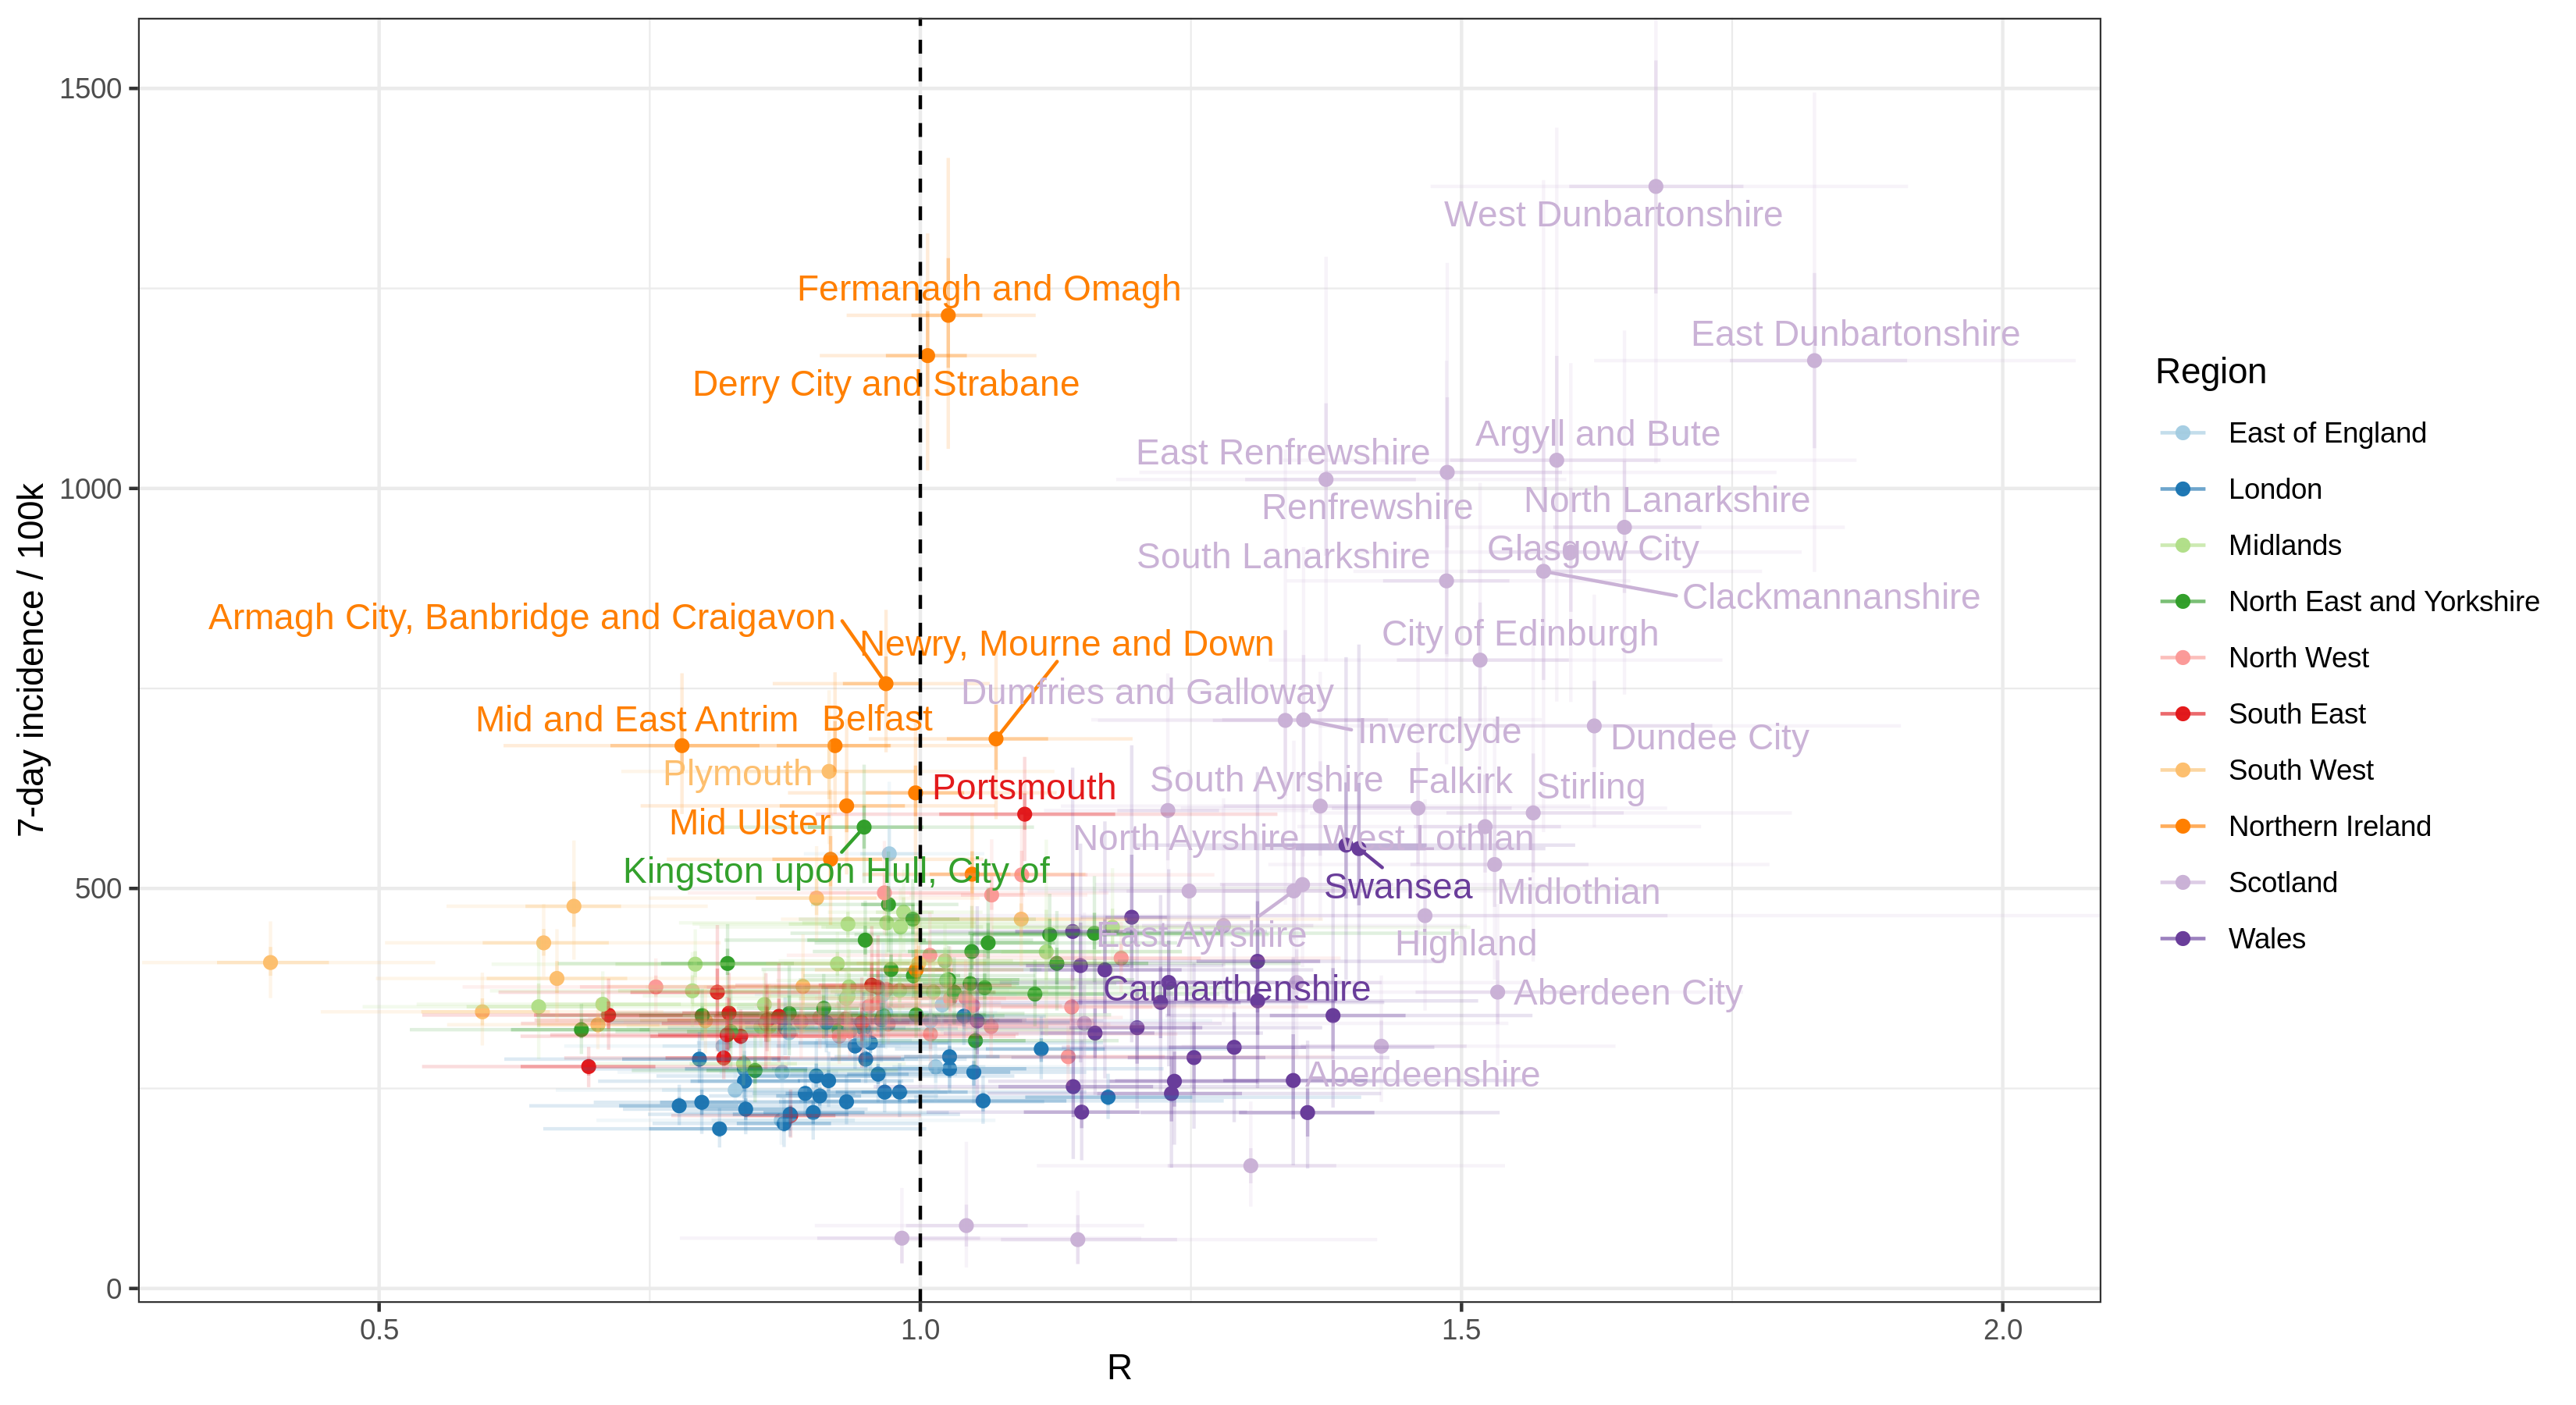 1500
1000
500
0
7-day incidence / 100k
West Dunbartonshire
Fermanagh and Omagh
East Dunbartonshire
Derry City and Strabane
Argyll and Bute
East Renfrewshire
Renfrewshire
North Lanarkshire
South Lanarkshire
Glasgow City
Clackmannanshire
Armagh City, Banbridge and Craigavon
Newry, Mourne and Down
City of Edinburgh
Dumfries and Galloway
Mid and East Antrim
Belfast
Inverclyde
Dundee City
Plymouth
Portsmouth
South Ayrshire
Falkirk
Stirling
Mid Ulster
North Ayrshire
West Lothian
Kingston upon Hull, City of
Swansea
Midlothian
East Ayrshire
Highland
Carmarthenshire
Aberdeen City
Aberdeenshire
0.5
1.0
1.5
2.0
R
Region
East of England
London
Midlands
North East and Yorkshire
North West
South East
South West
Northern Ireland
Scotland
Wales